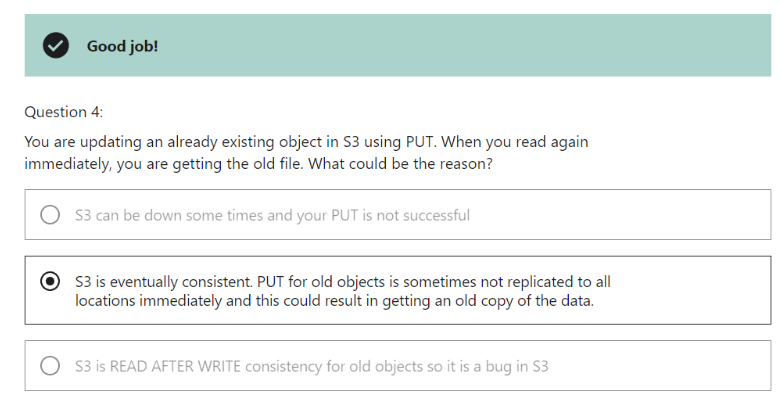 Good job!
Question 4:
You are updating an already existing object in S3 using PUT. When you read again
immediately, you are getting the old file. What could be the reason?
S3 can be down some times and your PUT is not successful
S3 is eventually consistent. PUT for old objects is sometimes not replicated to all
locations immediately and this could result in getting an old copy of the data.
S3 is READ AFTER WRITE consistency for old objects so it is a bug in S3